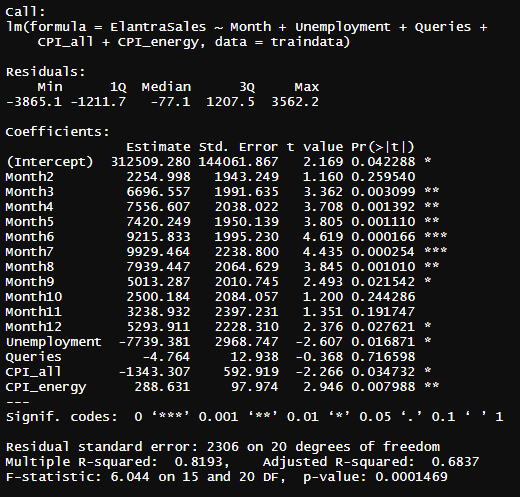 Call:
lm(formula = ElantraSales ~ Month + Unemployment + Queries +
    CPI_all + CPI_energy, data = traindata)

Residuals:
    Min      1Q  Median      3Q     Max
-3865.1 -1211.7   -77.1  1207.5  3562.2

Coefficients:
               Estimate Std. Error t value Pr(>|t|)
(Intercept)  312509.280 144061.867   2.169 0.042288 *
Month2         2254.998   1943.249   1.160 0.259540
Month3         6696.557   1991.635   3.362 0.003099 **
Month4         7556.607   2038.022   3.708 0.001392 **
Month5         7420.249   1950.139   3.805 0.001110 **
Month6         9215.833   1995.230   4.619 0.000166 ***
Month7         9929.464   2238.800   4.435 0.000254 ***
Month8         7939.447   2064.629   3.845 0.001010 **
Month9         5013.287   2010.745   2.493 0.021542 *
Month10        2500.184   2084.057   1.200 0.244286
Month11        3238.932   2397.231   1.351 0.191747
Month12        5293.911   2228.310   2.376 0.027621 *
Unemployment  -7739.381   2968.747  -2.607 0.016871 *
Queries          -4.764     12.938  -0.368 0.716598
CPI_all       -1343.307    592.919  -2.266 0.034732 *
CPI_energy      288.631     97.974   2.946 0.007988 **
---
Signif. codes:  0 ‘***’ 0.001 ‘**’ 0.01 ‘*’ 0.05 ‘.’ 0.1 ‘ ’ 1

Residual standard error: 2306 on 20 degrees of freedom
Multiple R-squared:  0.8193,    Adjusted R-squared:  0.6837
F-statistic: 6.044 on 15 and 20 DF,  p-value: 0.0001469